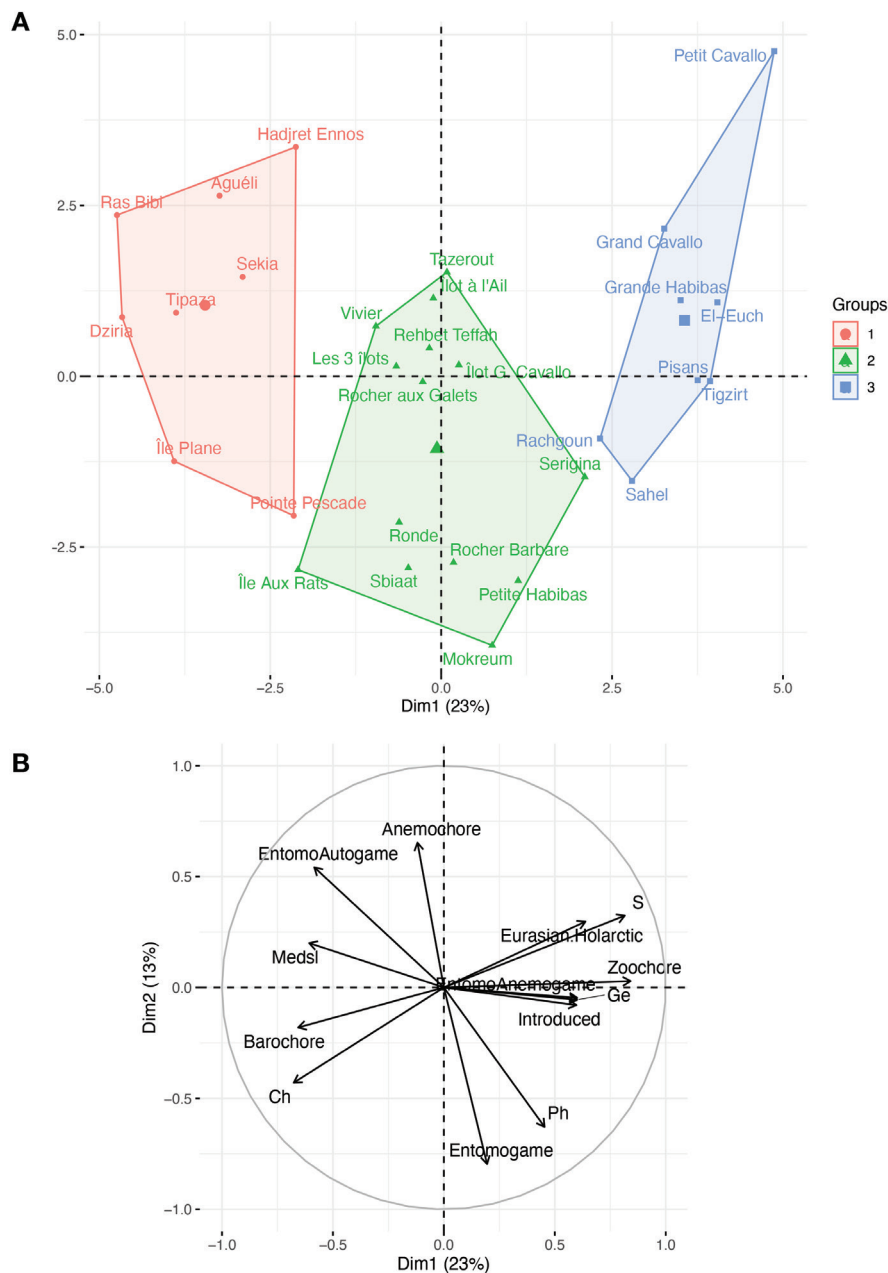 A
5.0
Petit Cavallo
Hadjret Ennos
Aguéli
2.5
Ras Bibl
Grand Cavallo
Tazerout
Sekia
Îlot à l'Ail
Grande Habibas
Tipaza
Vivier
El-Euch
Dziria
Rehbet Teffah
Les 3 îlots
Îlot G. Cavallo
Pisans
0.0
Rocher aux Galets
Tigzirt
Île Plane
Rachgoun
Serigina
Pointe Pescade
Sahel
Ronde
-2.5
Rocher Barbare
Île Aux Rats
Sbiaat
Petite Habibas
Mokreum
-5.0
-2.5
0.0
2.5
5.0
Dim1 (23%)
Groups
1
2
3
B
1.0
Anemochore
EntomoAutogame
0.5
S
Eurasian.Holarctic
MedsI
Zoochore
EntomoAnemogame
0.0
Ge
Introduced
Barochore
Ch
-0.5
Ph
Entomogame
-1.0
Dim2 (13%)
-1.0
-0.5
0.0
0.5
1.0
Dim1 (23%)